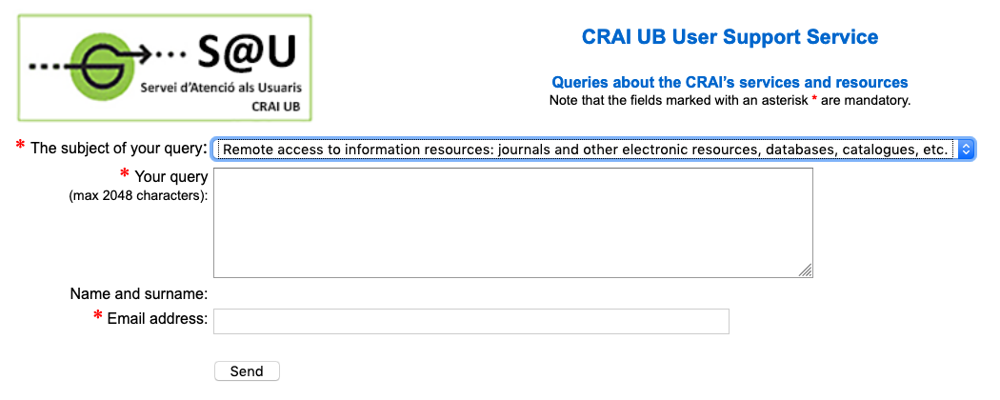 S@U
Servei d'Atenció als Usuaris
CRAI UB
CRAI UB User Support Service
Queries about the CRAI's services and resources
Note that the fields marked with an asterisk * are mandatory.
* The subject of your query: Remote access to information resources: journals and other electronic resources, databases, catalogues, etc.
* Your query
(max 2048 characters):
Name and surname:
* Email address:
Send